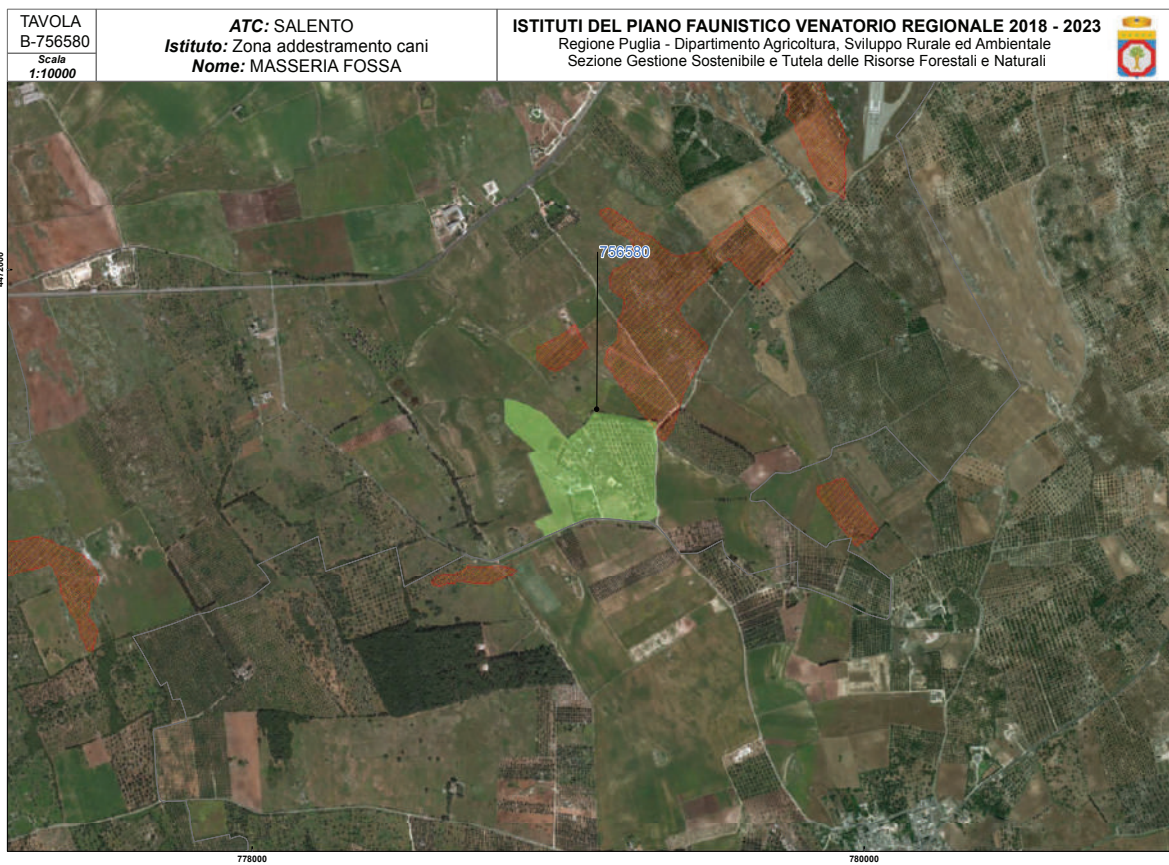 TAVOLA
B-756580
Scala
1:10000
ATC: SALENTO
Istituto: Zona addestramento cani
Nome: MASSERIA FOSSA
ISTITUTI DEL PIANO FAUNISTICO VENATORIO REGIONALE 2018 - 2023
Regione Puglia - Dipartimento Agricoltura, Sviluppo Rurale ed Ambientale
Sezione Gestione Sostenibile e Tutela delle Risorse Forestali e Naturali
756580
778000
780000